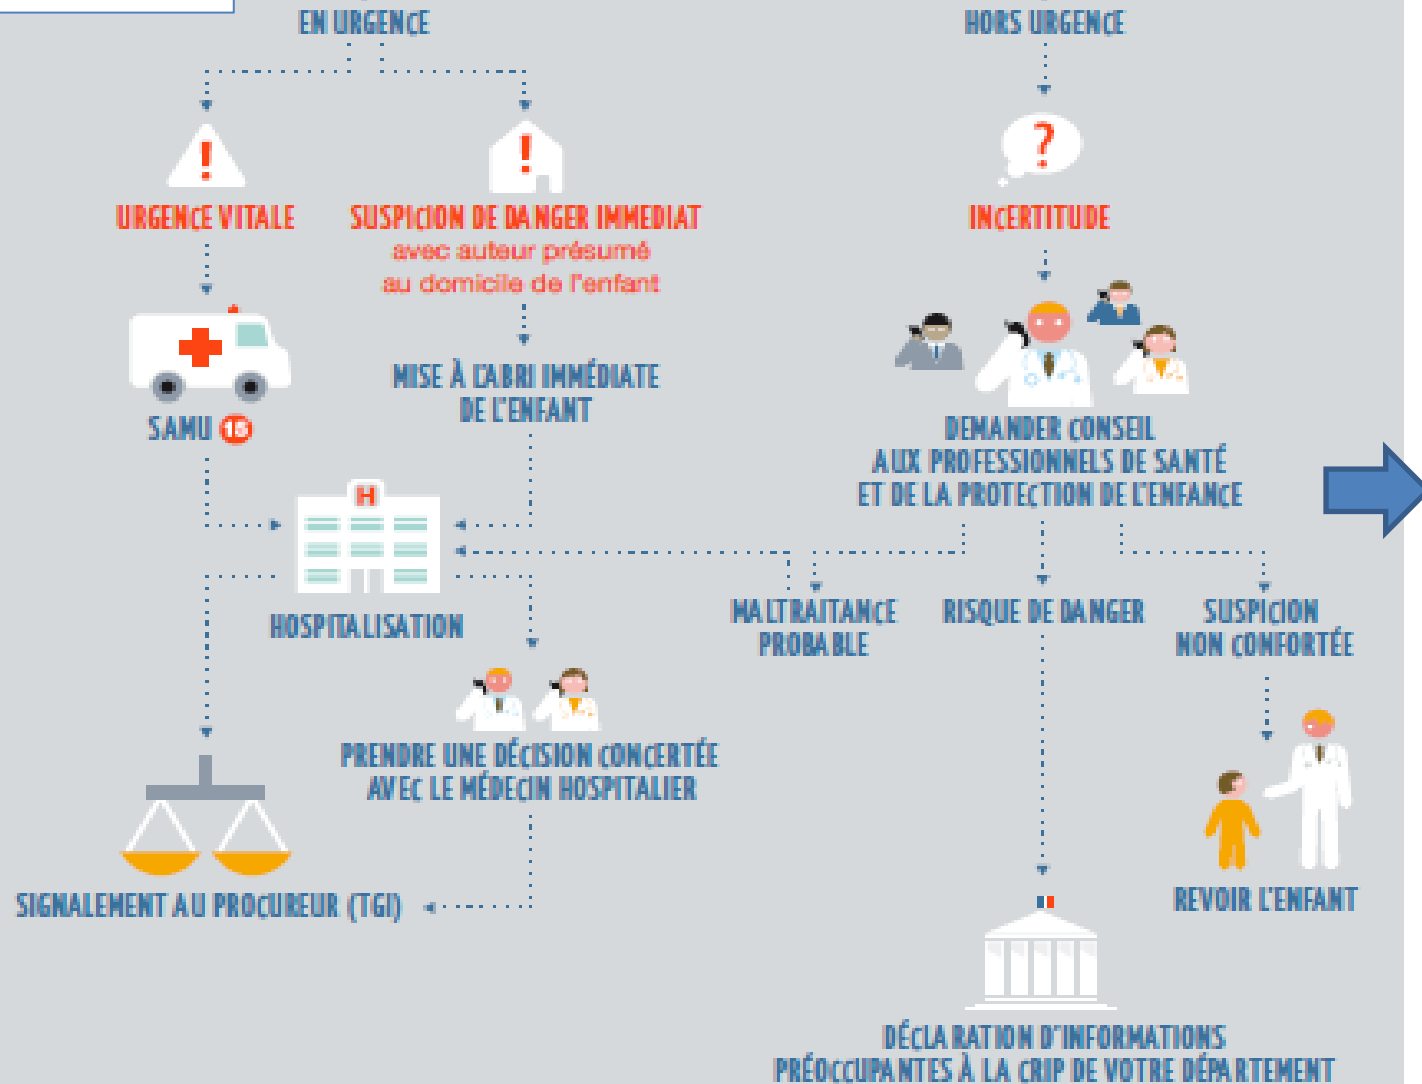 EN URGENCE
HORS URGENCE
!
!
?
URGENCE VITALE
SUSPICION DE DANGER IMMEDIAT
avec auteur présumé
au domicile de l'enfant
INCERTITUDE
SAMU 15
MISE À L'ABRI IMMÉDIATE
DE L'ENFANT
DEMANDER CONSEIL
AUX PROFESSIONNELS DE SANTÉ
ET DE LA PROTECTION DE L'ENFANCE
H
HOSPITALISATION
MALTRAITANCE
PROBABLE
RISQUE DE DANGER
SUSPICION
NON CONFORTÉE
PRENDRE UNE DÉCISION CONCERTÉE
AVEC LE MÉDECIN HOSPITALIER
SIGNALEMENT AU PROCUREUR (TGI)
REVOIR L'ENFANT
DÉCLARATION D'INFORMATIONS
PRÉOCCUPANTES À LA CRIP DE VOTRE DÉPARTEMENT